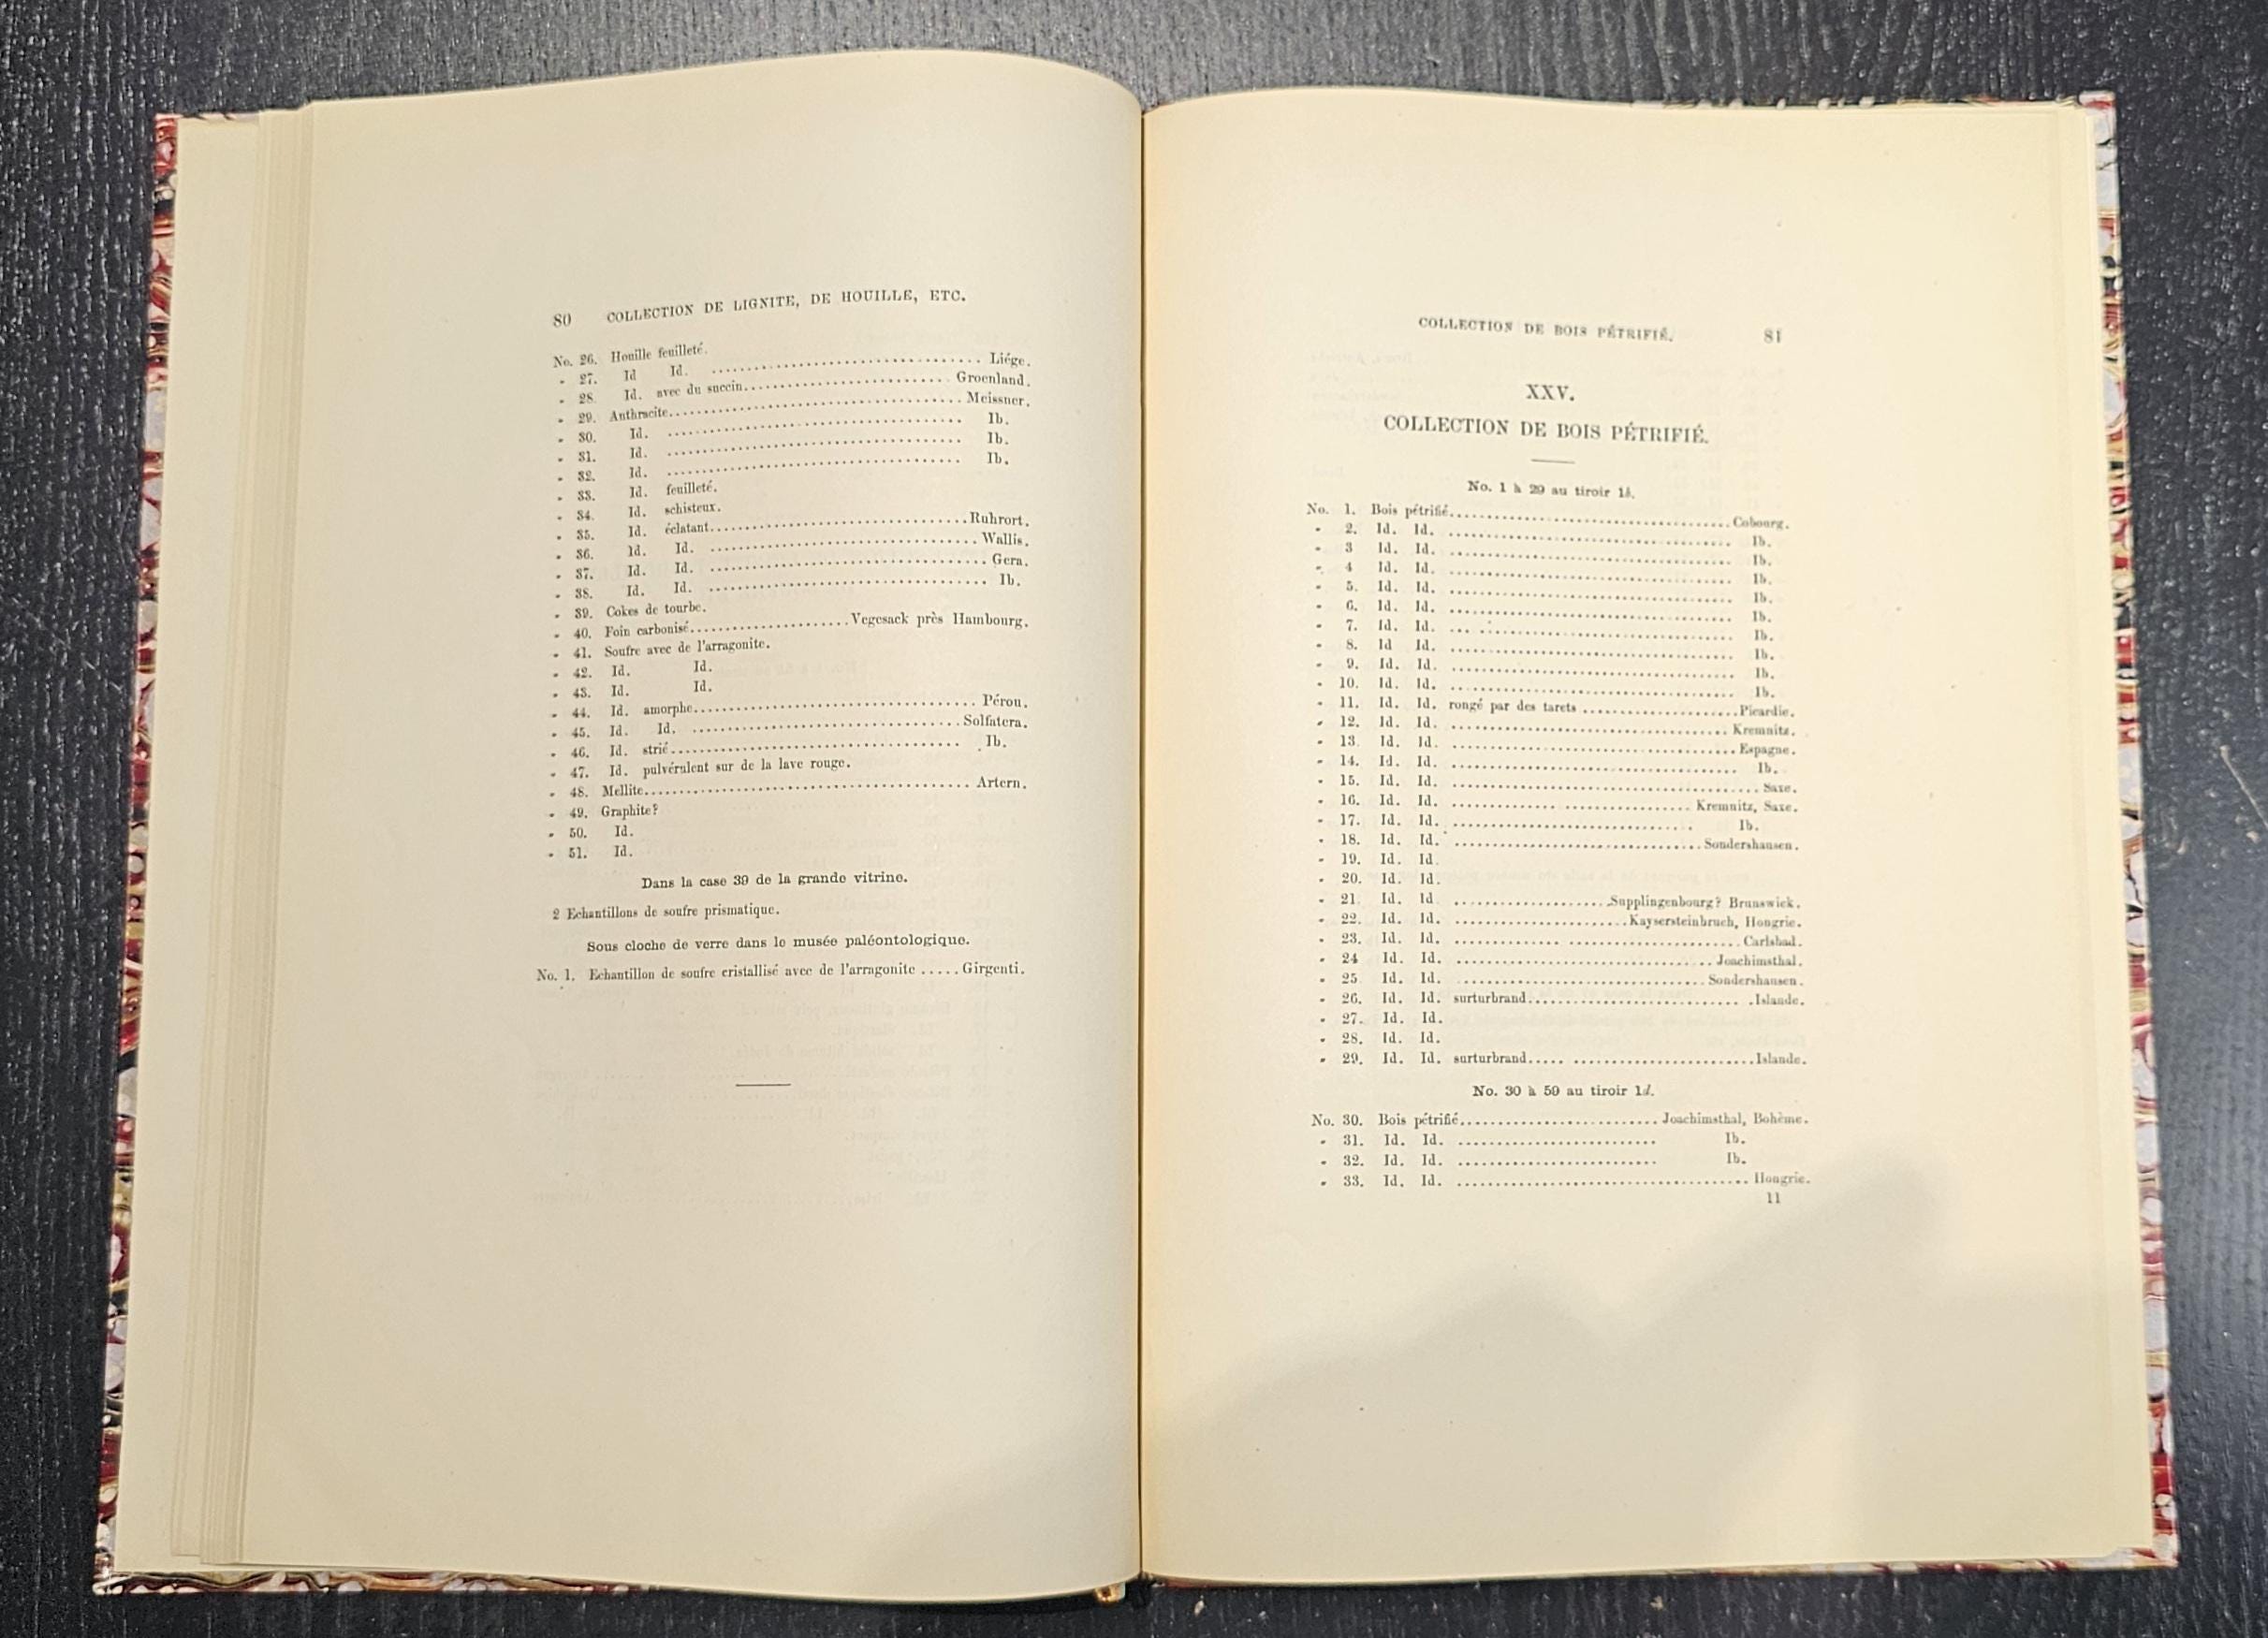 80 COLLECTION DE LIGNITE, DE HOUILLE, ETC.
No. 26. Houille feuilleté.
" 27. Id Id. ........ Liége.
" 28. Id. avec du succin........ Groenland.
" 29. Anthracite........ Meissner.
" 30. Id. ........ Ib.
" 31. Id. ........ Ib.
" 32. Id. ........ Ib.
" 33. Id. feuilleté.
" 34. Id. schisteux.
" 35. Id. éclatant........ Ruhrort.
" 36. Id. Id. ........ Wallis.
" 37. Id. Id. ........ Gera.
" 38. Id. Id. ........ Ib.
" 39. Cokes de tourbe.
" 40. Foin carbonisé........ Vegesack près Hambourg.
" 41. Soufre avec de l'arragonite.
" 42. Id. Id.
" 43. Id. Id.
" 44. Id. amorphe........ Pérou.
" 45. Id. Id. ........ Solfatera.
" 46. Id. strié........ Ib.
" 47. Id. pulvérulent sur de la lave rouge.
" 48. Mellite........ Artern.
" 49. Graphite?
" 50. Id.
" 51. Id.
Dans la case 39 de la grande vitrine.
2 Echantillons de soufre prismatique.
Sous cloche de verre dans le musée paléontologique.
No. 1. Echantillon de soufre cristallisé avec de l'arragonite ..... Girgenti.
COLLECTION DE BOIS PÉTRIFIÉ. 81
XXV.
COLLECTION DE BOIS PÉTRIFIÉ.
No. 1 à 29 au tiroir 1b.
No. 1. Bois pétrifié........ Cobourg.
" 2. Id. Id. ........ Ib.
" 3 Id. Id. ........ Ib.
" 4 Id. Id. ........ Ib.
" 5. Id. Id. ........ Ib.
" 6. Id. Id. ........ Ib.
" 7. Id. Id. ........ Ib.
" 8. Id Id. ........ Ib.
" 9. Id. Id. ........ Ib.
" 10. Id. Id. ........ Ib.
" 11. Id. Id. rongé par des tarets ........ Picardie.
" 12. Id. Id. ........ Kremnitz.
" 13. Id. Id. ........ Espagne.
" 14. Id. Id. ........ Ib.
" 15. Id. Id. ........ Saxe.
" 16. Id. Id. ........ Kremnitz, Saxe.
" 17. Id. Id. ........ Ib.
" 18. Id. Id. ........ Sondershausen.
" 19. Id. Id.
" 20. Id. Id.
" 21. Id. Id ........ Supplingenbourg? Brunswick.
" 22. Id. Id. ........ Kaysersteinbruch, Hongrie.
" 23. Id. Id. ........ Carlsbad.
" 24 Id. Id. ........ Joachimsthal.
" 25. Id. Id. ........ Sondershausen.
" 26. Id. Id. surturbrand........ Islande.
" 27. Id. Id.
" 28. Id. Id.
" 29. Id. Id. surturbrand........ Islande.
No. 30 à 59 au tiroir 1d.
No. 30. Bois pétrifié........ Joachimsthal, Bohème.
" 31. Id. Id. ........ Ib.
" 32. Id. Id. ........ Ib.
" 33. Id. Id. ........ Hongrie.
11